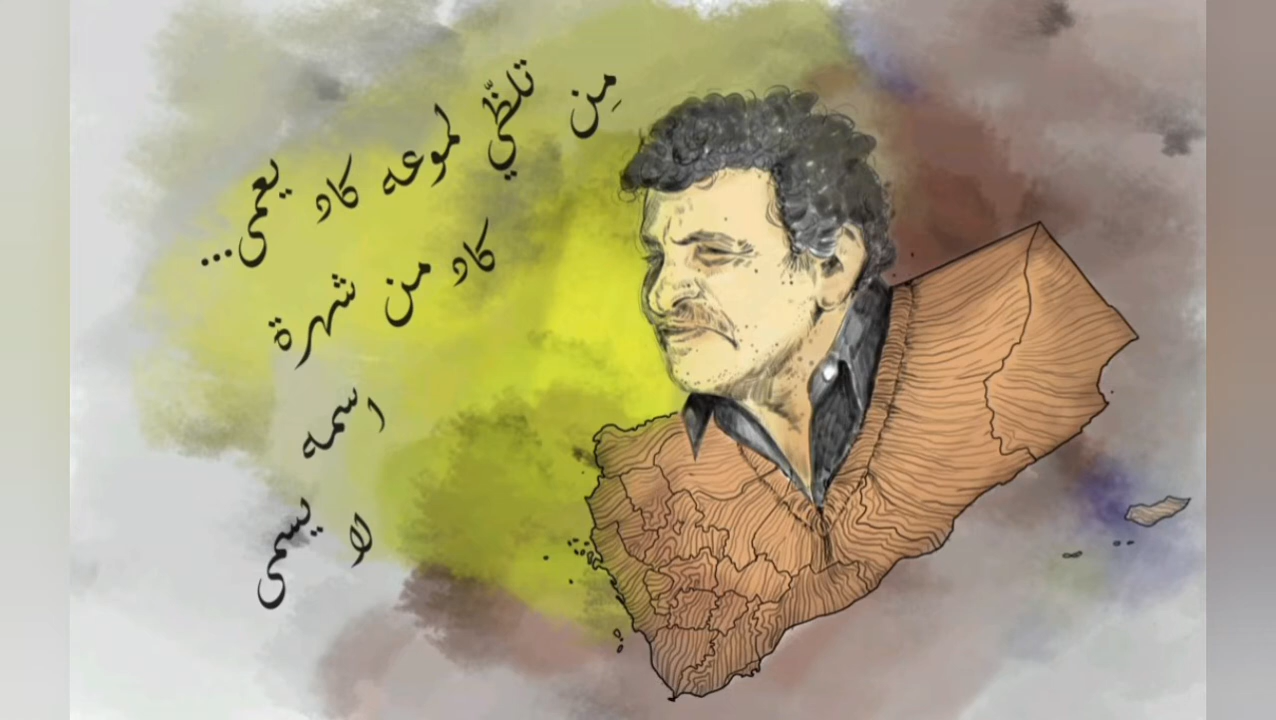 مِن تلظّي لموعه كاد يعمى...
كاد من شهرة
اسمه
لا يسمى